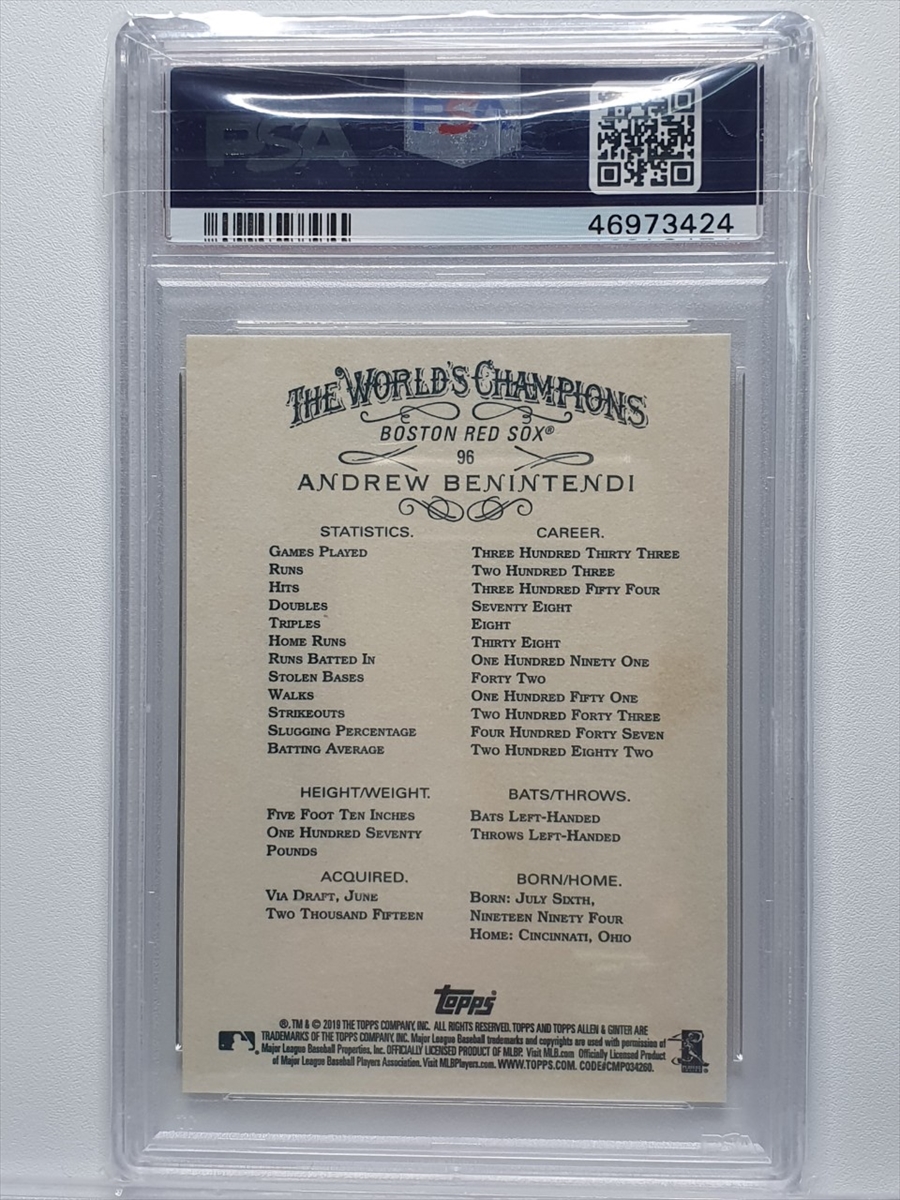 PSA
PSA
46973424
THE WORLD'S CHAMPIONS
BOSTON RED SOX®
96
ANDREW BENINTENDI
STATISTICS. CAREER.
GAMES PLAYED THREE HUNDRED THIRTY THREE
RUNS TWO HUNDRED THREE
HITS THREE HUNDRED FIFTY FOUR
DOUBLES SEVENTY EIGHT
TRIPLES EIGHT
HOME RUNS THIRTY EIGHT
RUNS BATTED IN ONE HUNDRED NINETY ONE
STOLEN BASES FORTY TWO
WALKS ONE HUNDRED FIFTY ONE
STRIKEOUTS TWO HUNDRED FORTY THREE
SLUGGING PERCENTAGE FOUR HUNDRED FORTY SEVEN
BATTING AVERAGE TWO HUNDRED EIGHTY TWO
HEIGHT/WEIGHT. BATS/THROWS.
FIVE FOOT TEN INCHES BATS LEFT-HANDED
ONE HUNDRED SEVENTY THROWS LEFT-HANDED
POUNDS
ACQUIRED. BORN/HOME.
VIA DRAFT, JUNE BORN: JULY SIXTH,
TWO THOUSAND FIFTEEN NINETEEN NINETY FOUR
HOME: CINCINNATI, OHIO
Topps
®, TM & © 2019 THE TOPPS COMPANY, INC. ALL RIGHTS RESERVED. TOPPS AND TOPPS ALLEN & GINTER ARE
TRADEMARKS OF THE TOPPS COMPANY, INC. Major League Baseball trademarks and copyrights are used with permission of
Major League Baseball Properties, Inc. OFFICIALLY LICENSED PRODUCT OF MLBP. Visit MLB.com Officially Licensed Product
of Major League Baseball Players Association. Visit MLBPlayers.com. WWW.TOPPS.COM. CODE#CMP034260.